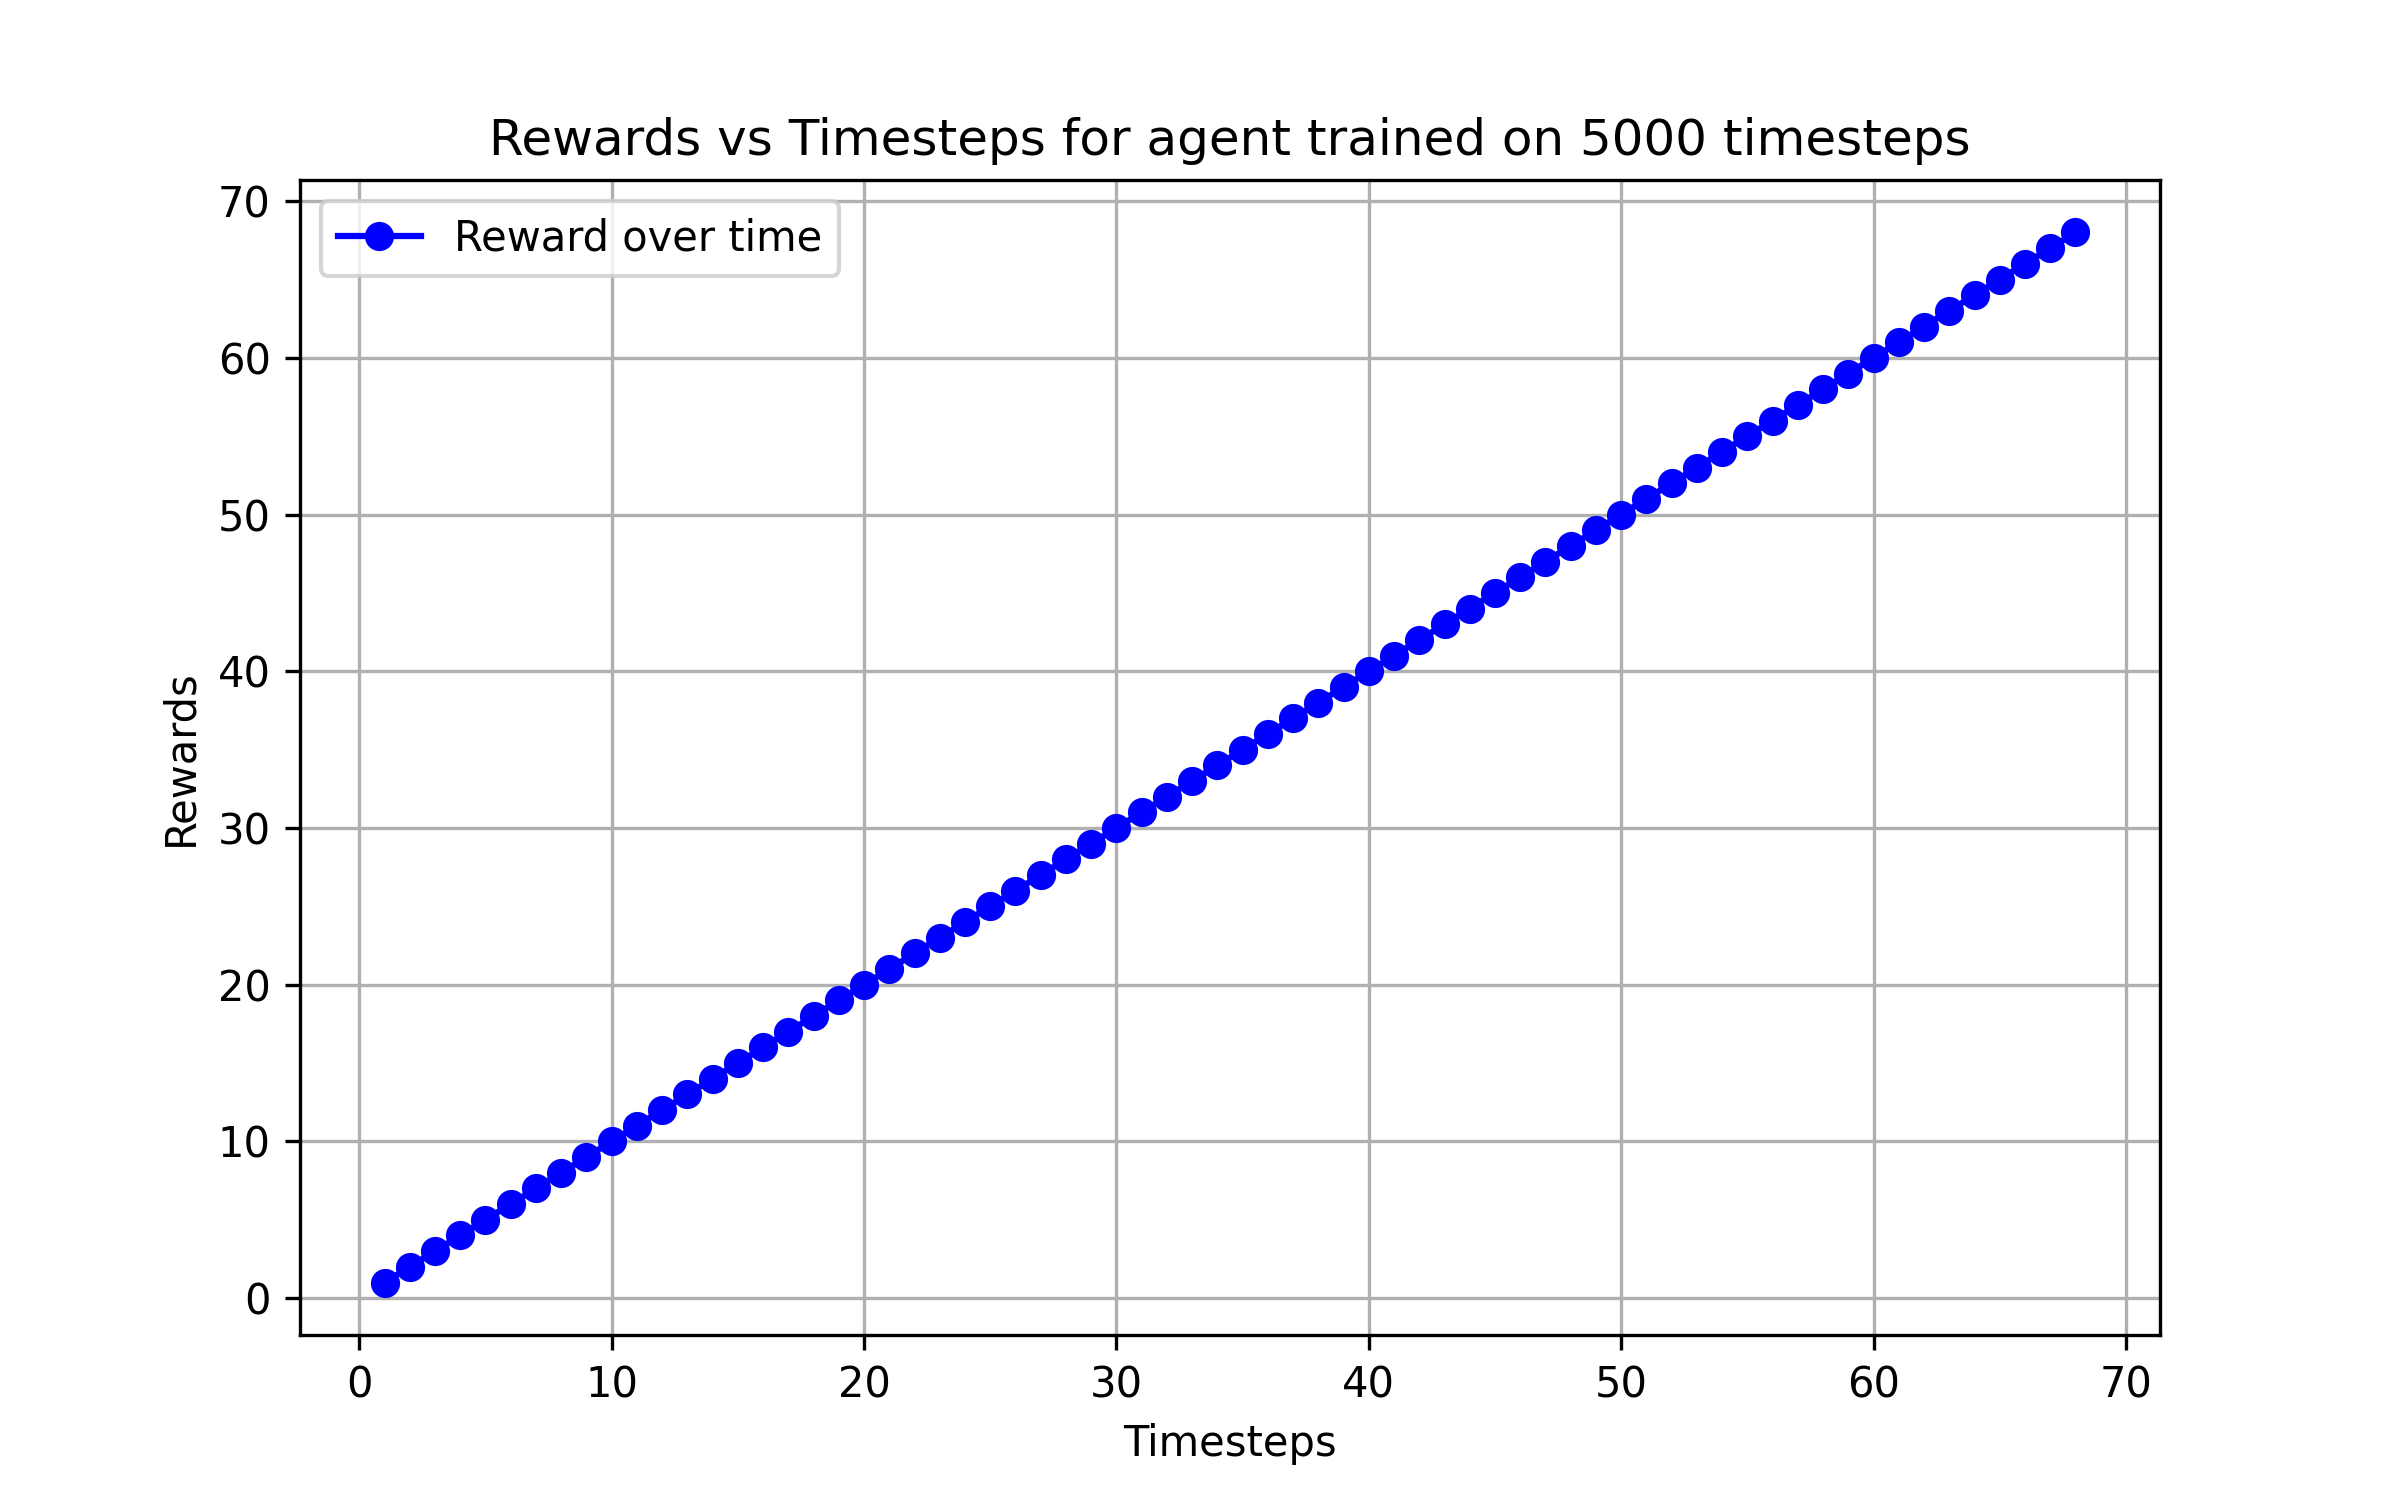 Rewards vs Timesteps for agent trained on 5000 timesteps
Reward over time
70
60
50
40
30
20
10
0
Rewards
0 10 20 30 40 50 60 70
Timesteps